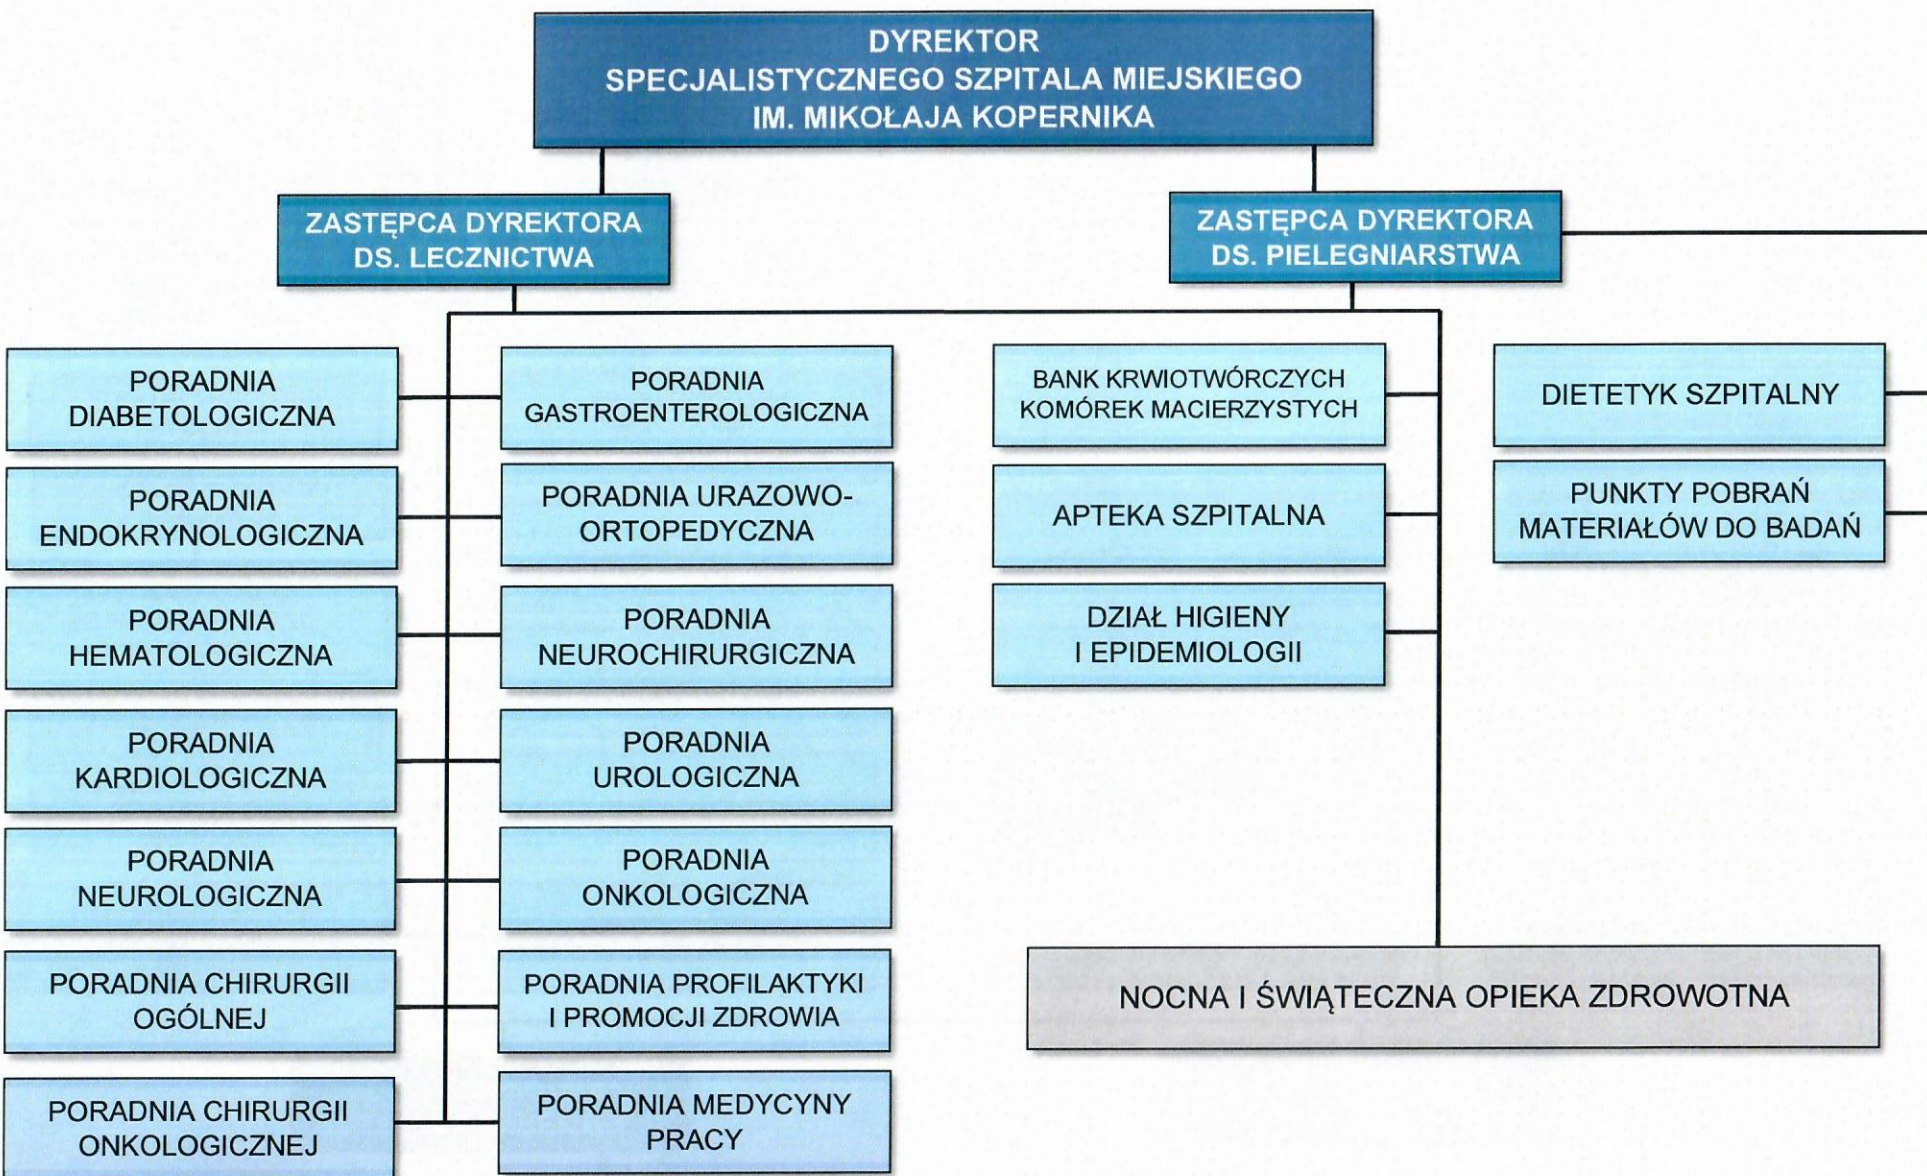 DYREKTOR
SPECJALISTYCZNEGO SZPITALA MIEJSKIEGO
IM. MIKOŁAJA KOPERNIKA
ZASTĘPCA DYREKTORA
DS. LECZNICTWA
ZASTĘPCA DYREKTORA
DS. PIELEGNIARSTWA
PORADNIA
DIABETOLOGICZNA
PORADNIA
GASTROENTEROLOGICZNA
BANK KRWIOTWÓRCZYCH
KOMÓREK MACIERZYSTYCH
DIETETYK SZPITALNY
PORADNIA
ENDOKRYNOLOGICZNA
PORADNIA URAZOWO-
ORTOPEDYCZNA
APTEKA SZPITALNA
PUNKTY POBRAŃ
MATERIAŁÓW DO BADAŃ
PORADNIA
HEMATOLOGICZNA
PORADNIA
NEUROCHIRURGICZNA
DZIAŁ HIGIENY
I EPIDEMIOLOGII
PORADNIA
KARDIOLOGICZNA
PORADNIA
UROLOGICZNA
PORADNIA
NEUROLOGICZNA
PORADNIA
ONKOLOGICZNA
PORADNIA CHIRURGII
OGÓLNEJ
PORADNIA PROFILAKTYKI
I PROMOCJI ZDROWIA
NOCNA I ŚWIĄTECZNA OPIEKA ZDROWOTNA
PORADNIA CHIRURGII
ONKOLOGICZNEJ
PORADNIA MEDYCYNY
PRACY